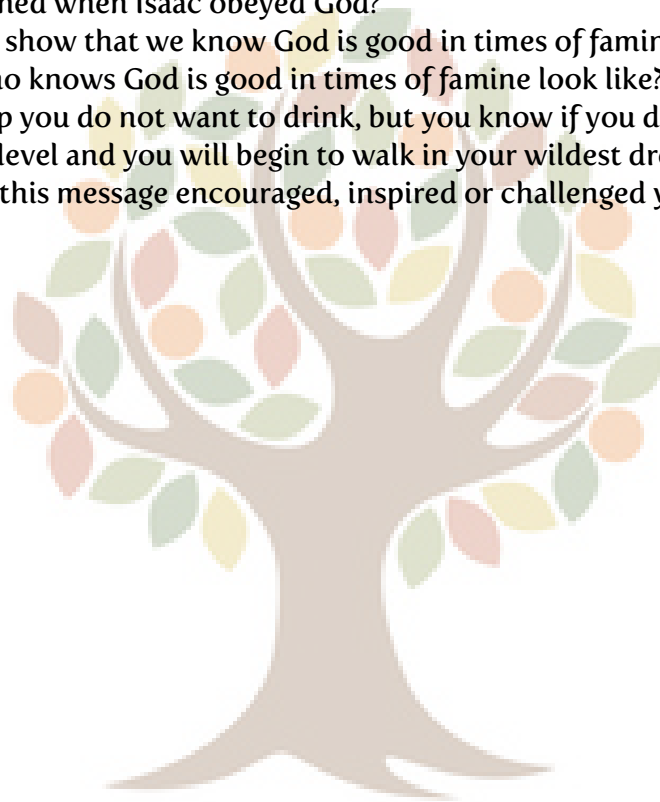 ned when Isaac obeyed God?
show that we know God is good in times of famin
o knows God is good in times of famine look like?
p you do not want to drink, but you know if you d
level and you will begin to walk in your wildest dre
this message encouraged, inspired or challenged y